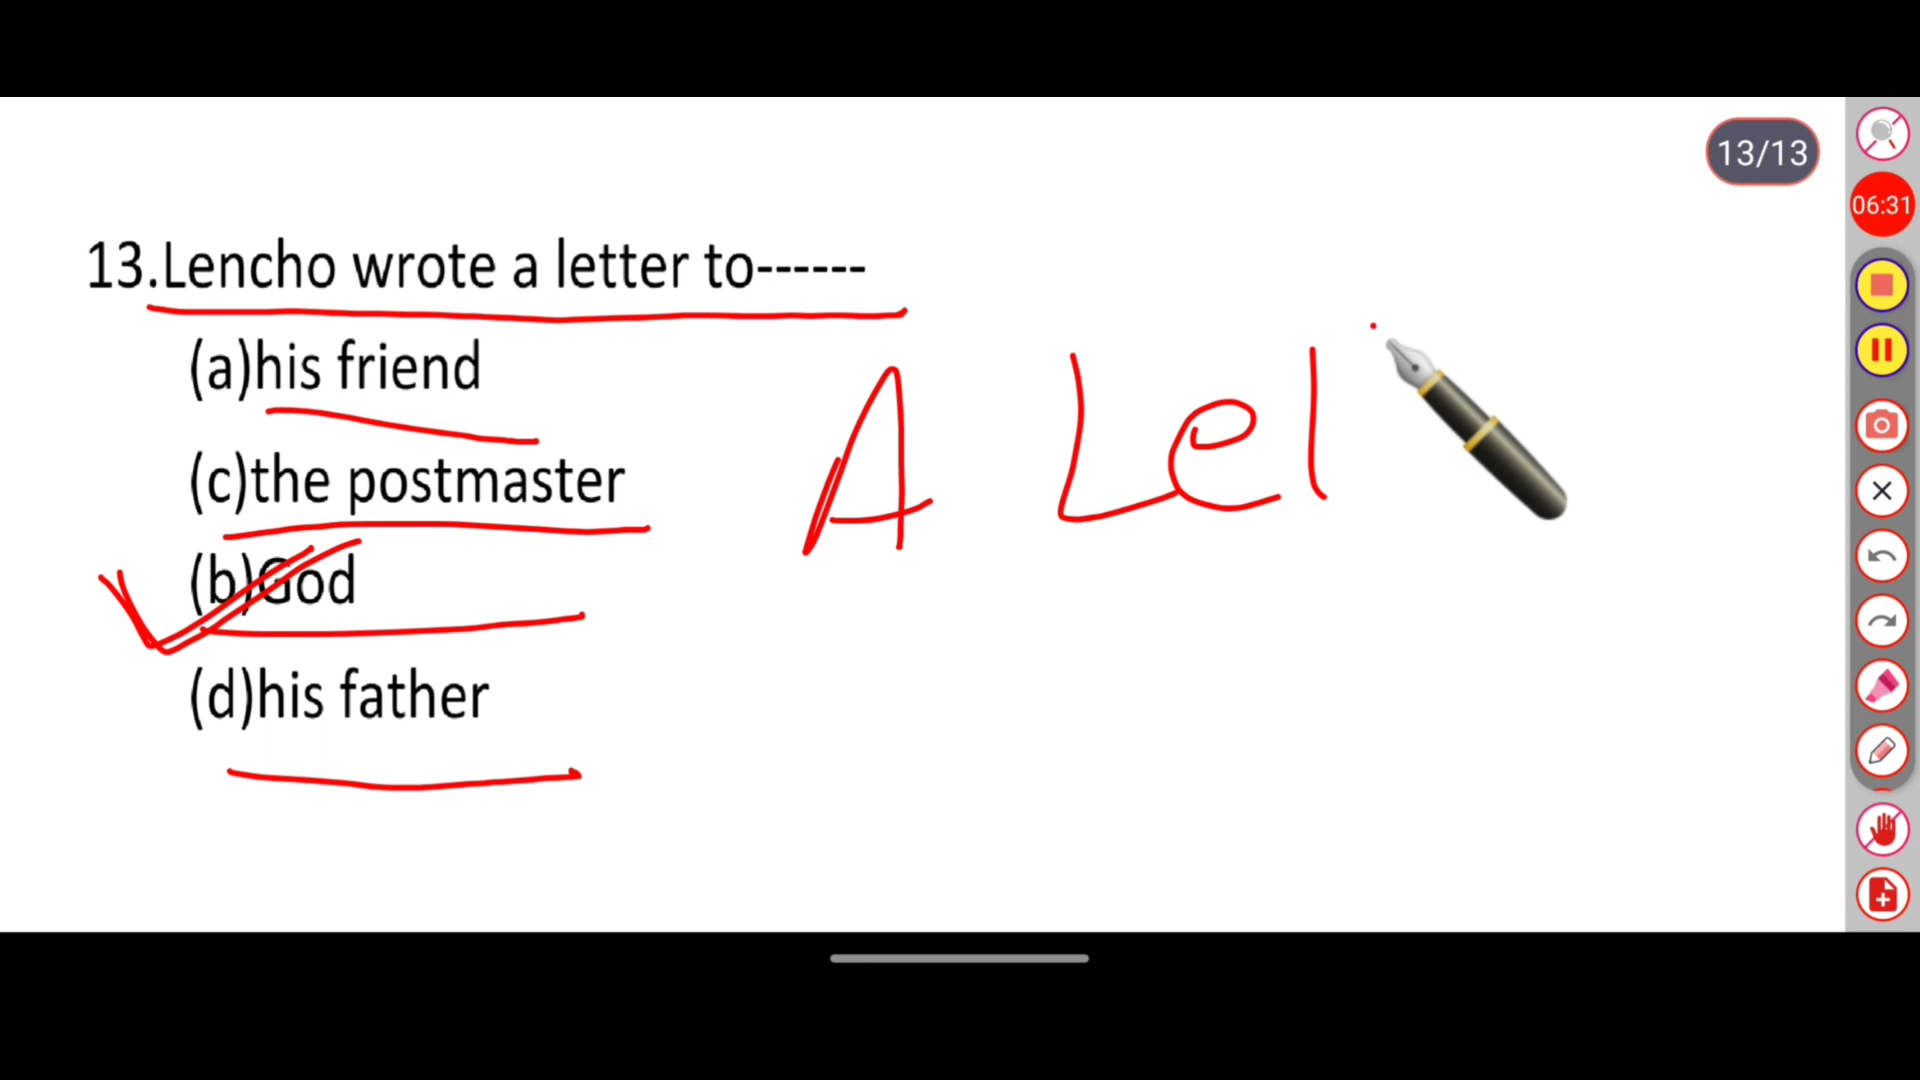 13/13
06:31
13.Lencho wrote a letter to------
(a)his friend
(c)the postmaster
(b)God
(d)his father
A Lel